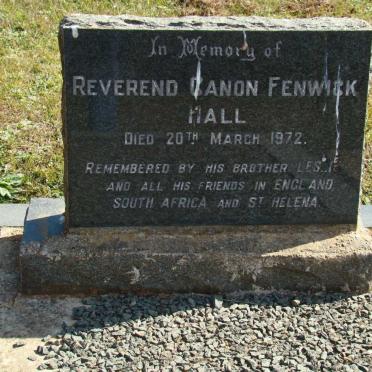 In Memory of
REVEREND CANON FENWICK
HALL
DIED 20TH MARCH 1972.
REMEMBERED BY HIS BROTHER LESLIE
AND ALL HIS FRIENDS IN ENGLAND,
SOUTH AFRICA AND ST HELENA.